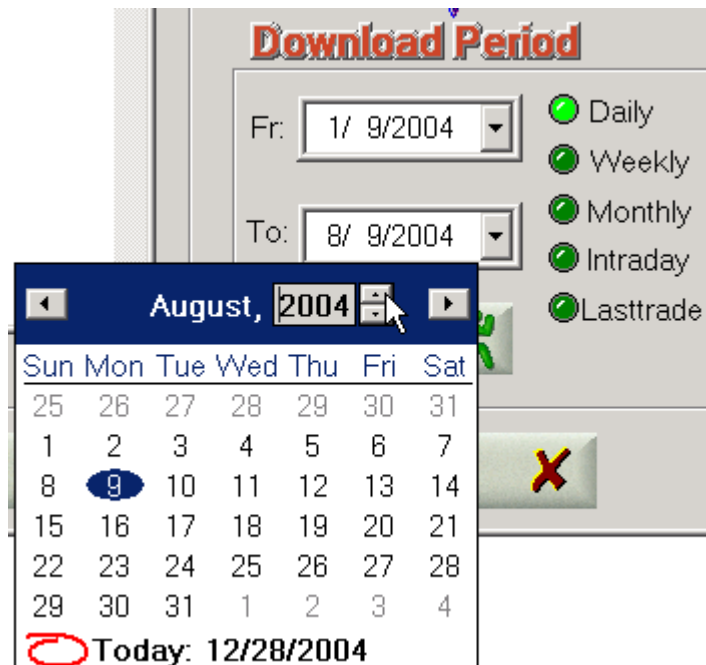 Download Period
Fr: 1/ 9/2004
Daily
Weekly
Monthly
Intraday
Lasttrade
To: 8/ 9/2004
August, 2004
Sun Mon Tue Wed Thu Fri Sat
25 26 27 28 29 30 31
1 2 3 4 5 6 7
8 9 10 11 12 13 14
15 16 17 18 19 20 21
22 23 24 25 26 27 28
29 30 31 1 2 3 4
Today: 12/28/2004